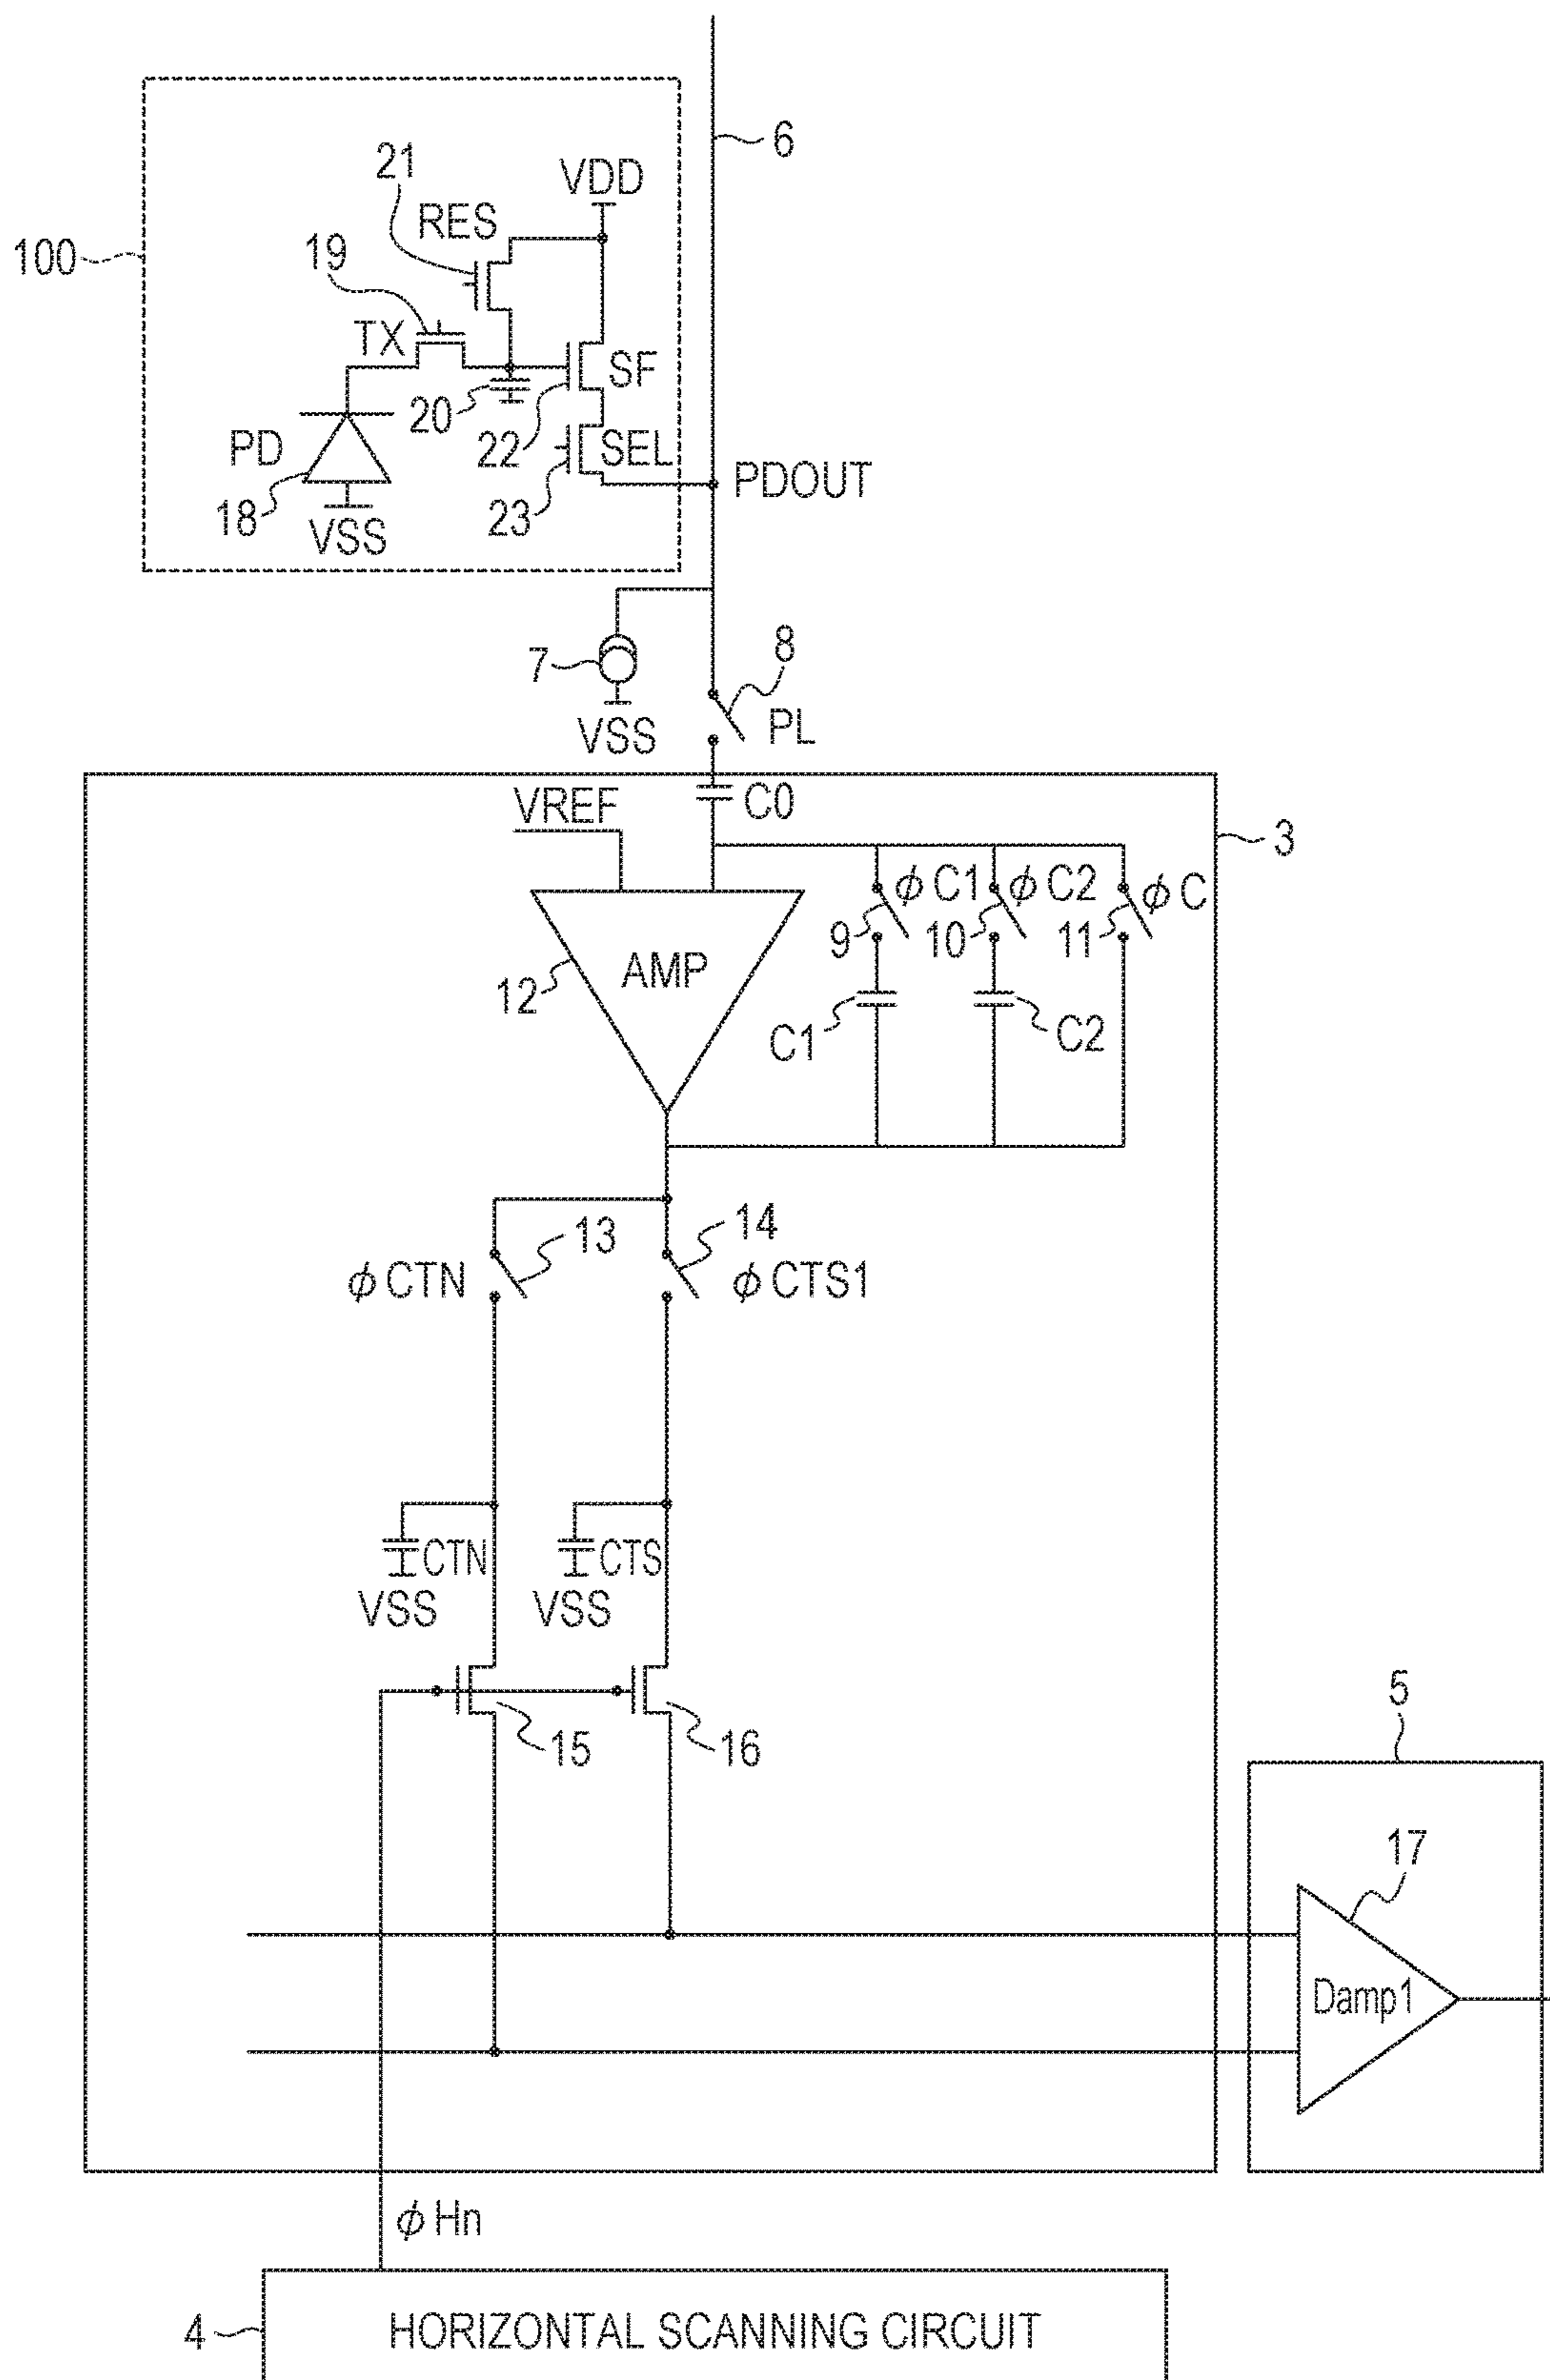 6
21
VDD
RES
100
19
TX
SF
20
PD
22
SEL
PDOUT
18
23
VSS
8
7
PL
VSS
C0
VREF
3
ϕC1
ϕC2
ϕC
9
10
11
AMP
12
C1
C2
13
14
ϕCTN
ϕCTS1
CTN
CTS
VSS
VSS
5
15
16
17
Damp1
ϕHn
4
HORIZONTAL SCANNING CIRCUIT